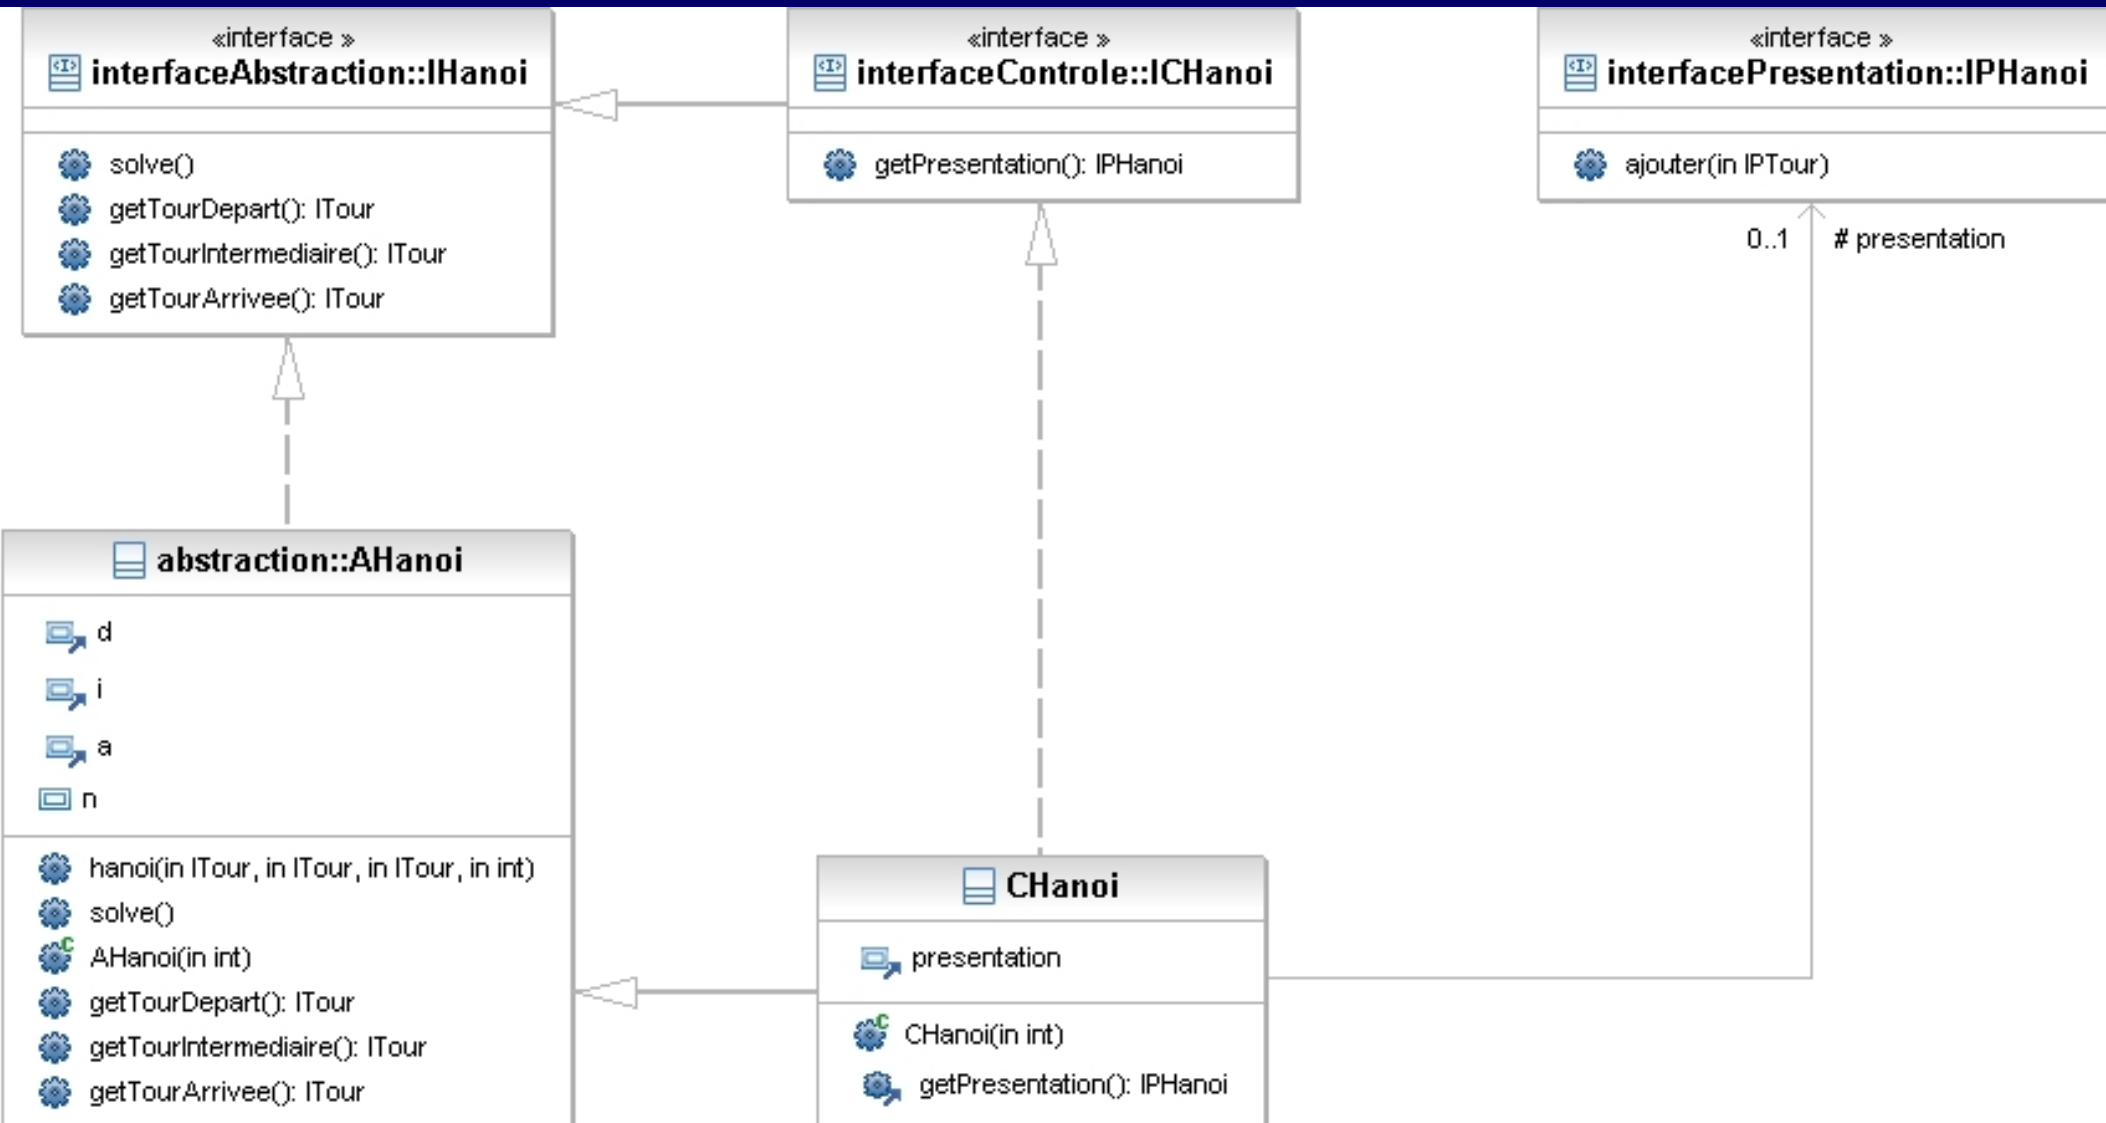 «interface »
interfaceAbstraction::IHanoi
solve()
getTourDepart(): ITour
getTourIntermediaire(): ITour
getTourArrivee(): ITour
«interface »
interfaceControle::ICHanoi
getPresentation(): IPHanoi
«interface »
interfacePresentation::IPHanoi
ajouter(in IPTour)
0..1 # presentation
abstraction::AHanoi
d
i
a
n
hanoi(in ITour, in ITour, in ITour, in int)
solve()
AHanoi(in int)
getTourDepart(): ITour
getTourIntermediaire(): ITour
getTourArrivee(): ITour
CHanoi
presentation
CHanoi(in int)
getPresentation(): IPHanoi